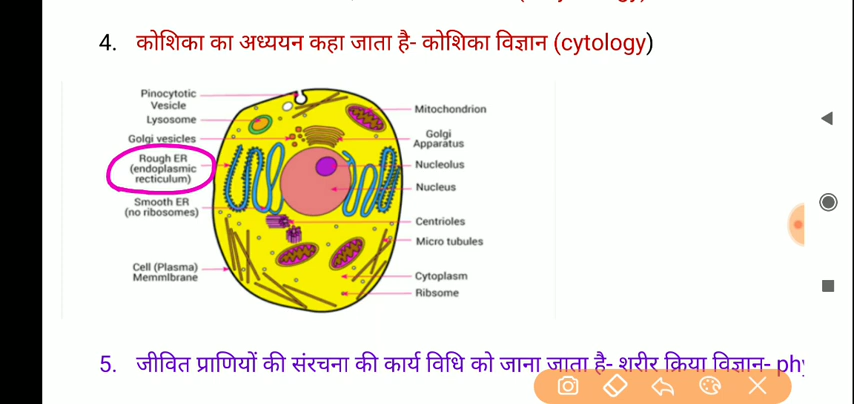 4. कोशिका का अध्ययन कहा जाता है- कोशिका विज्ञान (cytology)
Pinocytotic
Vesicle
Lysosome
Golgi vesicles
Rough ER
(endoplasmic
recticulum)
Smooth ER
(no ribosomes)
Cell (Plasma)
Memmlbrane
Mitochondrion
Golgi
Apparatus
Nucleolus
Nucleus
Centrioles
Micro tubules
Cytoplasm
Ribsome
5. जीवित प्राणियों की संरचना की कार्य विधि को जाना जाता है- शरीर क्रिया विज्ञान- phy